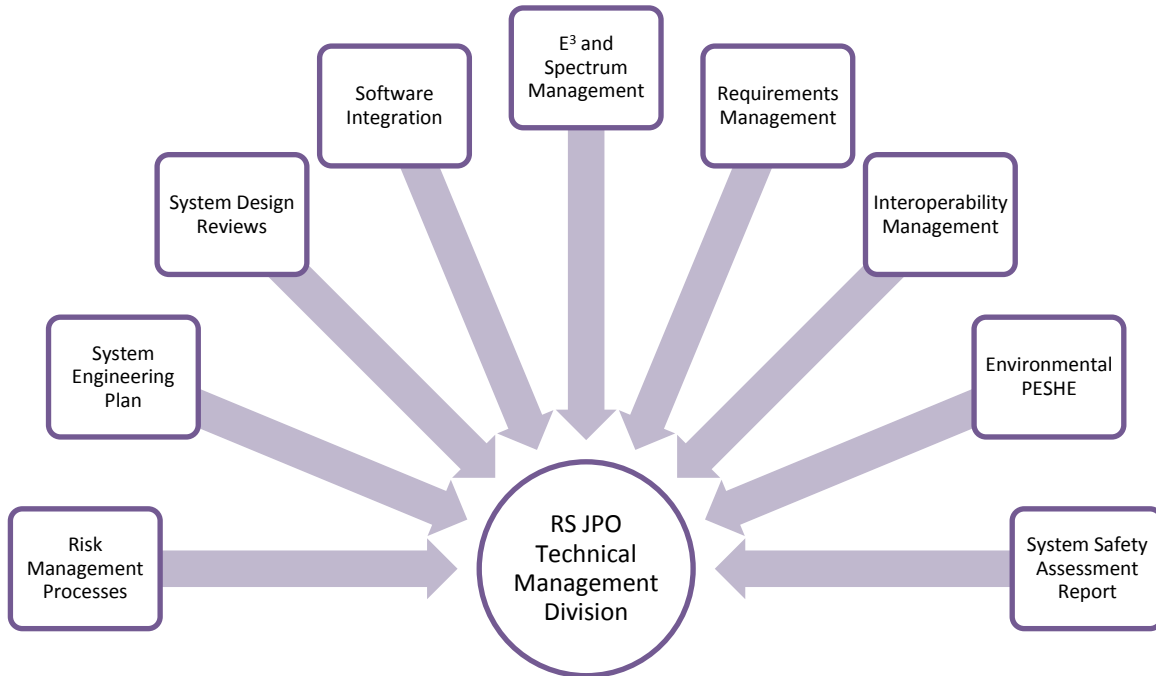 E³ and
Spectrum
Management
Software
Integration
Requirements
Management
System Design
Reviews
Interoperability
Management
System
Engineering
Plan
Environmental
PESHE
Risk
Management
Processes
RS JPO
Technical
Management
Division
System Safety
Assessment
Report